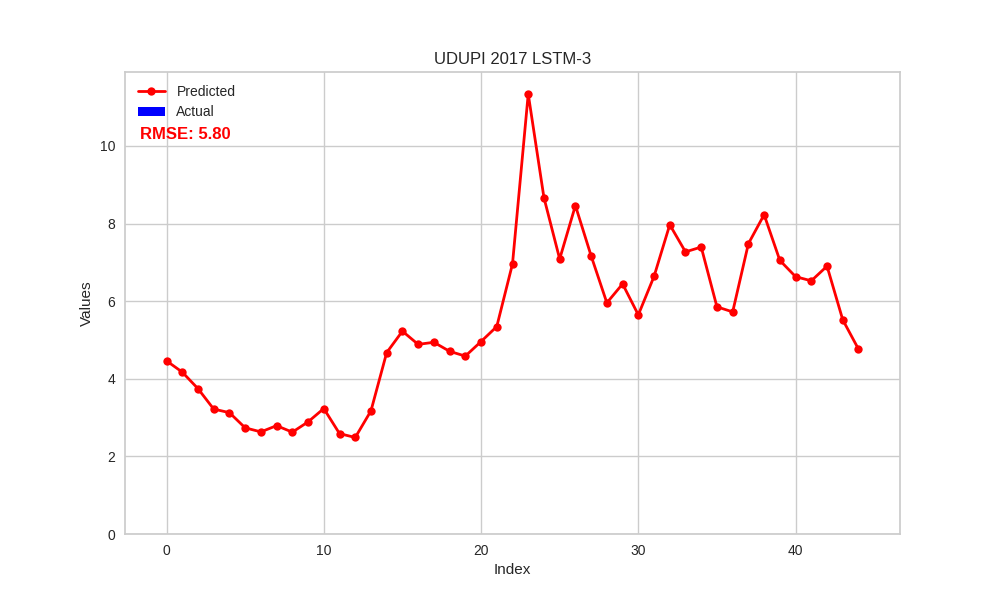 UDUPI 2017 LSTM-3
Predicted
Actual
RMSE: 5.80
10
8
6
4
2
0
Values
0 10 20 30 40
Index